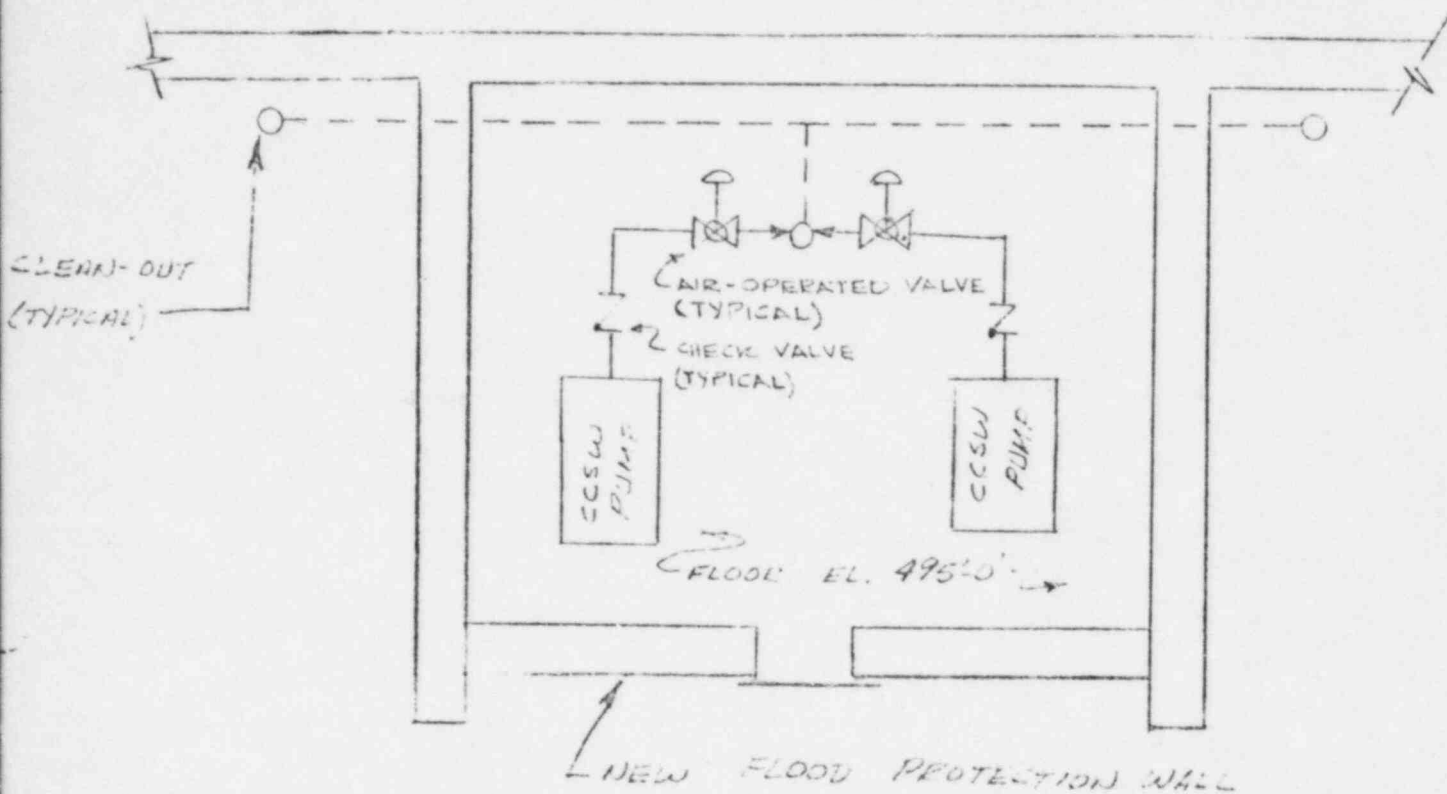 CLEAN-OUT
(TYPICAL)
AIR-OPERATED VALVE
(TYPICAL)
CHECK VALVE
(TYPICAL)
CCSW
PUMP
CCSW
PUMP
FLOOR EL. 495'-0"
NEW FLOOD PROTECTION WALL